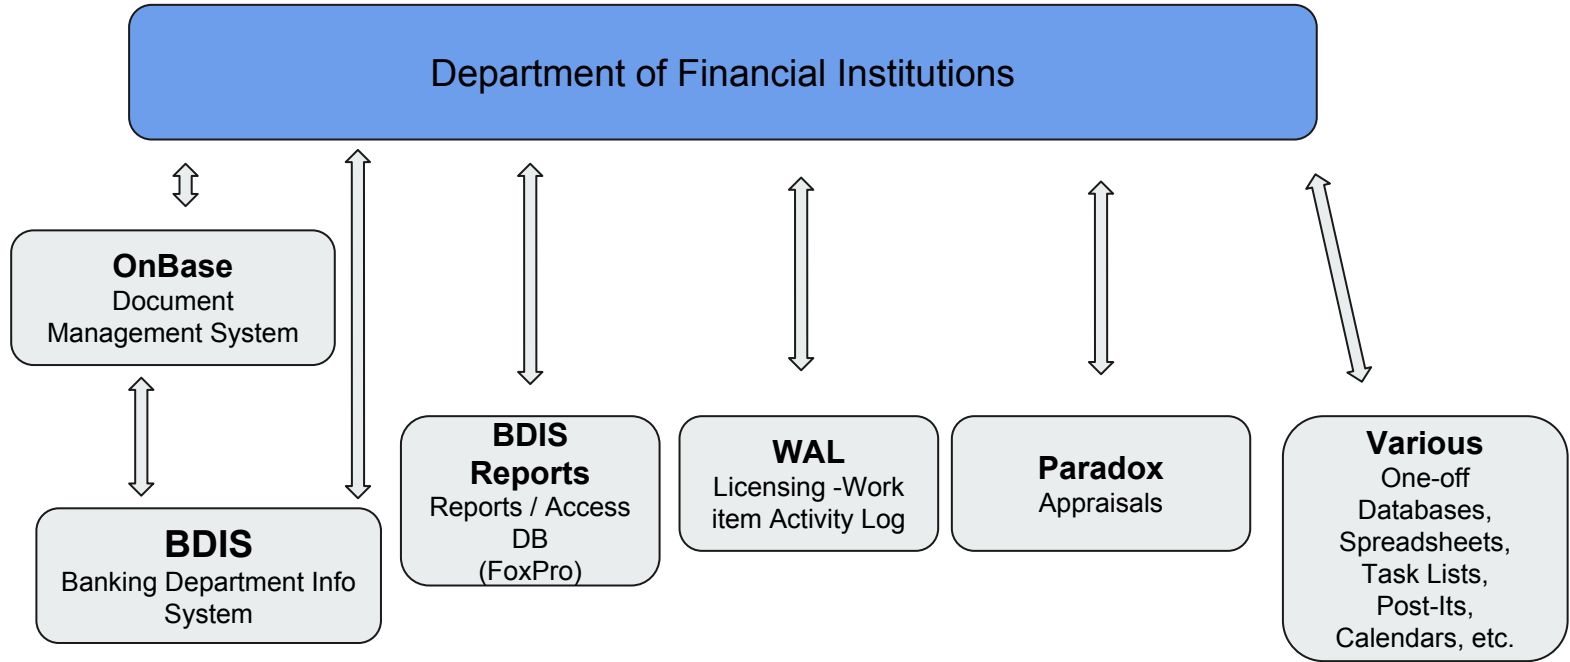 Department of Financial Institutions
OnBase
Document
Management System
BDIS
Banking Department Info
System
BDIS
Reports
Reports / Access
DB
(FoxPro)
WAL
Licensing -Work
item Activity Log
Paradox
Appraisals
Various
One-off
Databases,
Spreadsheets,
Task Lists,
Post-Its,
Calendars, etc.